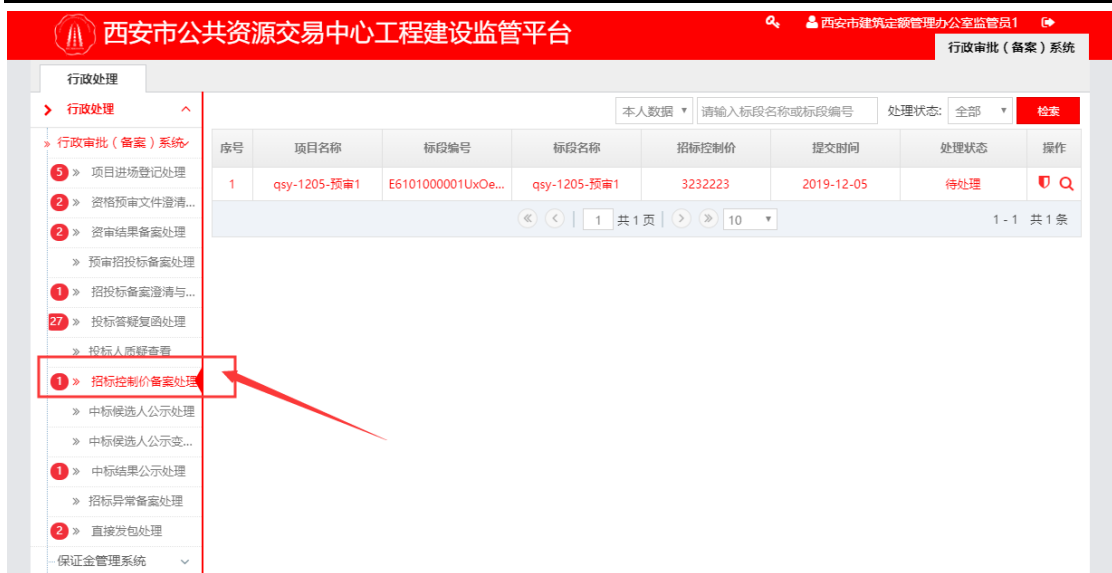 西安市公共资源交易中心工程建设监管平台
西安市建筑定额管理办公室监管员1
行政审批（备案）系统
行政处理
行政处理
本人数据 请输入标段名称或标段编号 处理状态: 全部 检索
行政审批（备案）系统
序号 项目名称 标段编号 标段名称 招标控制价 提交时间 处理状态 操作
1 qsy-1205-预审1 E6101000001UxOe... qsy-1205-预审1 3232223 2019-12-05 待处理
1 共1页 10 1 - 1 共1条
5 » 项目进场登记处理
2 » 资格预审文件澄清...
2 » 资审结果备案处理
» 预审招投标备案处理
1 » 招投标备案澄清与...
27 » 投标答疑复函处理
» 投标人质疑查看
1 » 招标控制价备案处理
» 中标候选人公示处理
» 中标候选人公示变...
1 » 中标结果公示处理
» 招标异常备案处理
2 » 直接发包处理
保证金管理系统